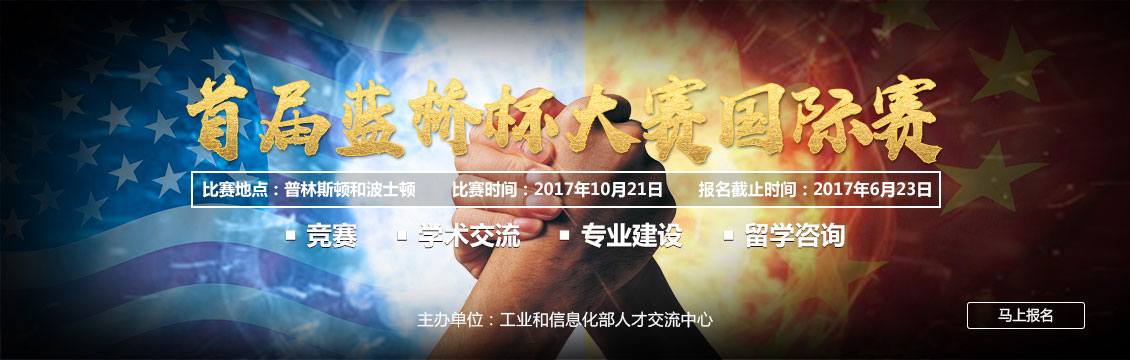 首届蓝桥杯大赛国际赛
比赛地点：普林斯顿和波士顿 比赛时间：2017年10月21日 报名截止时间：2017年6月23日
竞赛 学术交流 专业建设 留学咨询
主办单位：工业和信息化部人才交流中心
马上报名